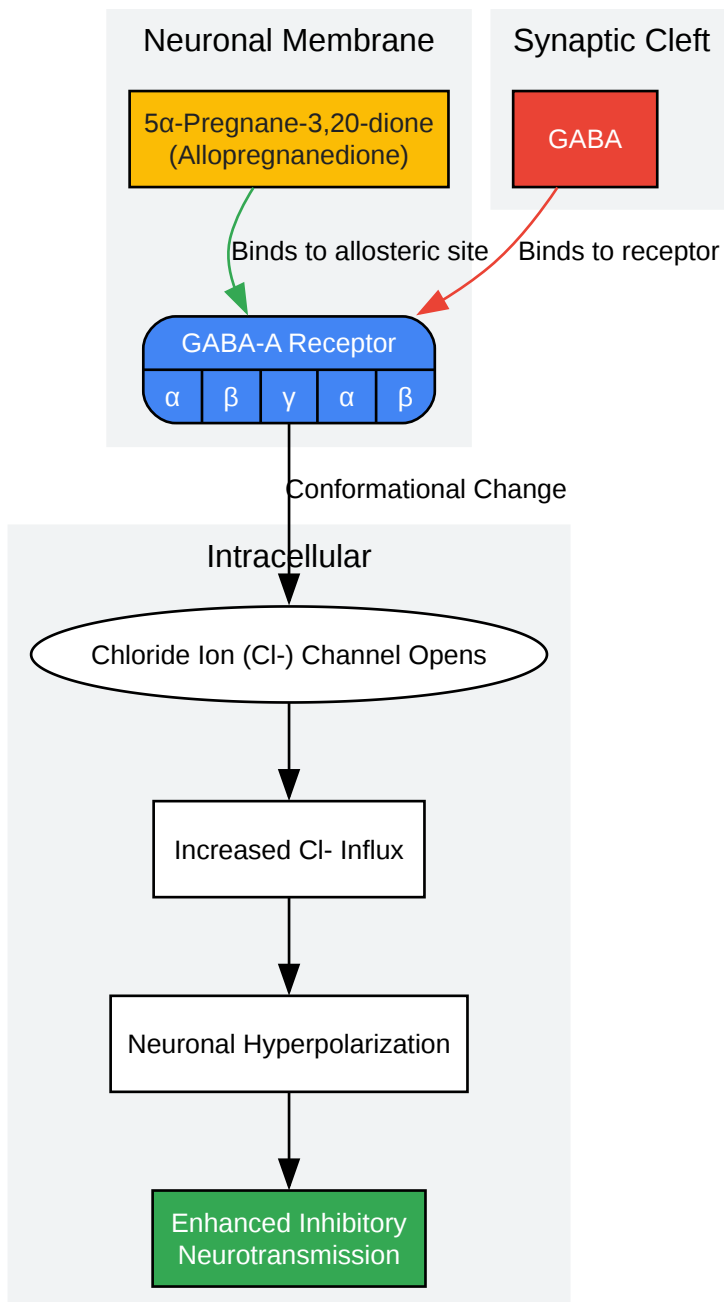 Neuronal Membrane
Synaptic Cleft
5α-Pregnane-3,20-dione
(Allopregnanedione)
GABA
Binds to allosteric site
Binds to receptor
GABA-A Receptor
α β γ α β
Conformational Change
Intracellular
Chloride Ion (Cl-) Channel Opens
Increased Cl- Influx
Neuronal Hyperpolarization
Enhanced Inhibitory
Neurotransmission